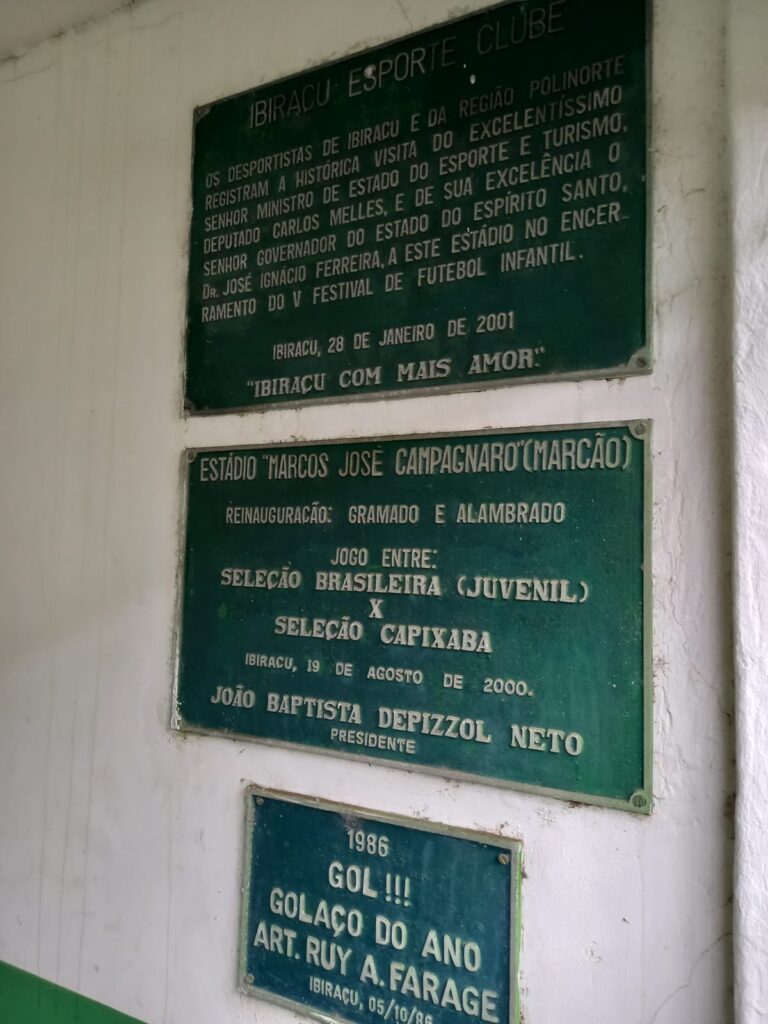 IBIRAÇU ESPORTE CLUBE
OS DESPORTISTAS DE IBIRAÇU E DA REGIÃO POLINORTE
REGISTRAM A HISTÓRICA VISITA DO EXCELENTÍSSIMO
SENHOR MINISTRO DE ESTADO DO ESPORTE E TURISMO,
DEPUTADO CARLOS MELLES, E DE SUA EXCELÊNCIA O
SENHOR GOVERNADOR DO ESTADO DO ESPÍRITO SANTO,
DR. JOSÉ IGNÁCIO FERREIRA, A ESTE ESTÁDIO NO ENCER-
RAMENTO DO V FESTIVAL DE FUTEBOL INFANTIL.
IBIRAÇU, 28 DE JANEIRO DE 2001
"IBIRAÇU COM MAIS AMOR."
ESTÁDIO "MARCOS JOSÉ CAMPAGNARO" (MARCÃO)
REINAUGURAÇÃO: GRAMADO E ALAMBRADO
JOGO ENTRE:
SELEÇÃO BRASILEIRA (JUVENIL)
X
SELEÇÃO CAPIXABA
IBIRAÇU, 19 DE AGOSTO DE 2000.
JOÃO BAPTISTA DEPIZZOL NETO
PRESIDENTE
1986
GOL!!!
GOLAÇO DO ANO
ART. RUY A. FARAGE
IBIRAÇU, 05/10/86